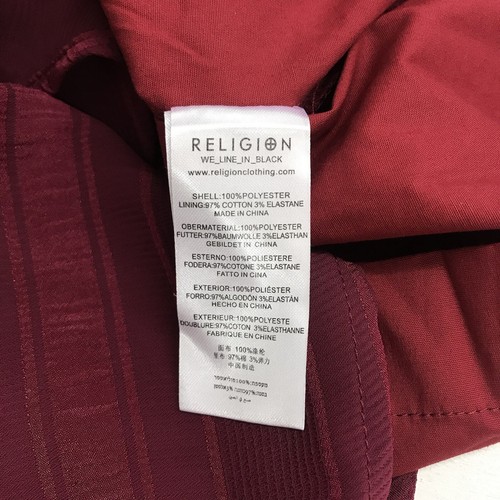 RELIGION
WE_LINE_IN_BLACK
www.religionclothing.com
SHELL:100%POLYESTER
LINING:97% COTTON 3% ELASTANE
MADE IN CHINA
OBERMATERIAL:100%POLYESTER
FUTTER:97%BAUMWOLLE 3%ELASTHAN
GEBILDET IN CHINA
ESTERNO:100%POLIESTERE
FODERA:97%COTONE 3%ELASTANE
FATTO IN CINA
EXTERIOR:100%POLIÉSTER
FORRO:97%ALGODÓN 3%ELASTÁN
HECHO EN CHINA
EXTERIEUR:100%POLYESTE
DOUBLURE:97%COTON 3%ELASTHANNE
FABRIQUE EN CHINE
面布 100%涤纶
里布: 97% 棉 3%弹力
中国制造